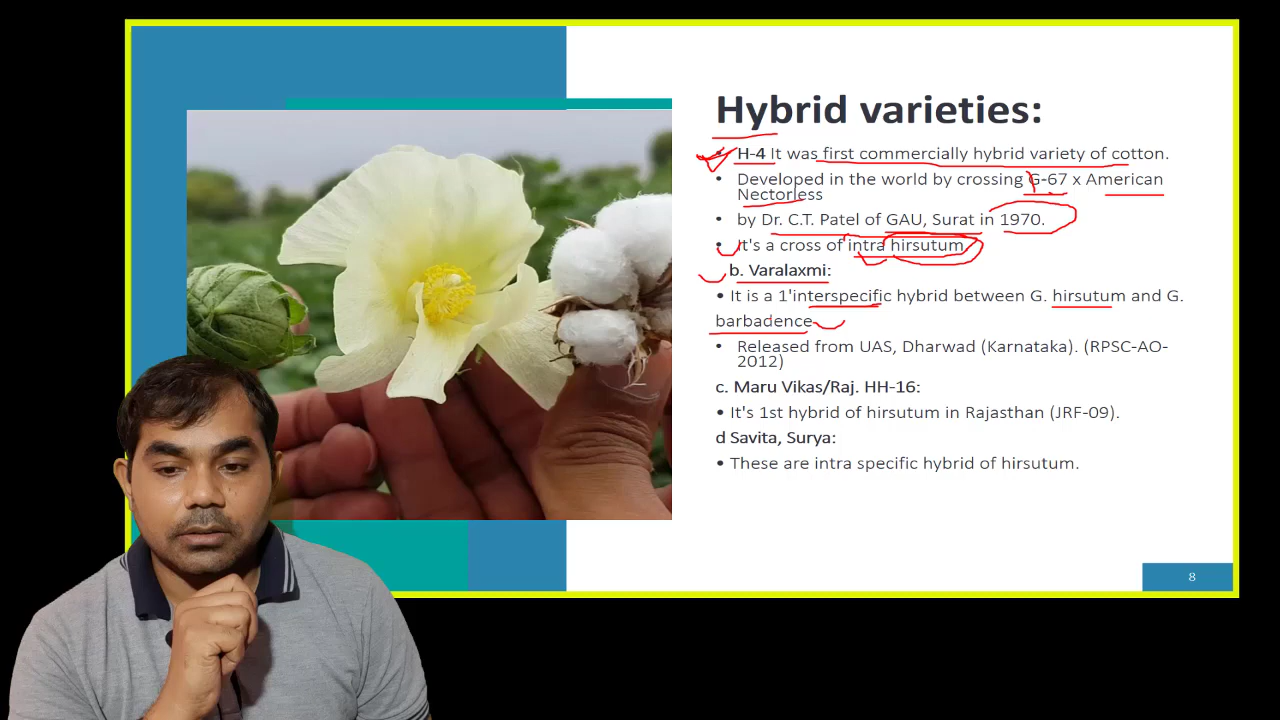 Hybrid varieties:
• H-4 It was first commercially hybrid variety of cotton.
• Developed in the world by crossing G-67 x American
Nectorless
• by Dr. C.T. Patel of GAU, Surat in 1970.
• It's a cross of intra hirsutum
b. Varalaxmi:
• It is a 1'interspecific hybrid between G. hirsutum and G.
barbadence
• Released from UAS, Dharwad (Karnataka). (RPSC-AO-
2012)
c. Maru Vikas/Raj. HH-16:
• It's 1st hybrid of hirsutum in Rajasthan (JRF-09).
d Savita, Surya:
• These are intra specific hybrid of hirsutum.
8